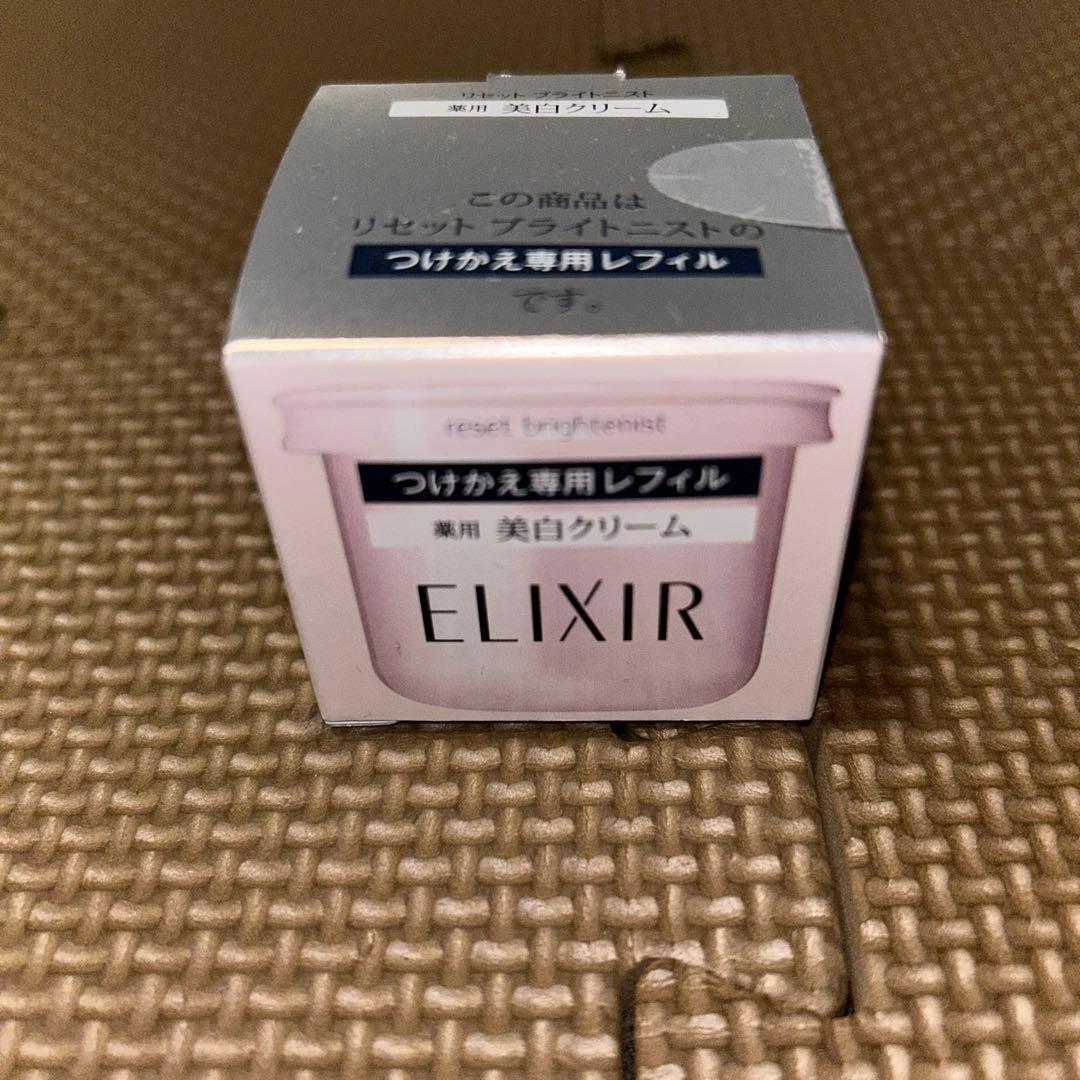 リセット ブライトニスト
薬用 美白クリーム
この商品は
リセット ブライトニストの
つけかえ専用レフィル
です。
reset brightenist
つけかえ専用レフィル
薬用 美白クリーム
ELIXIR